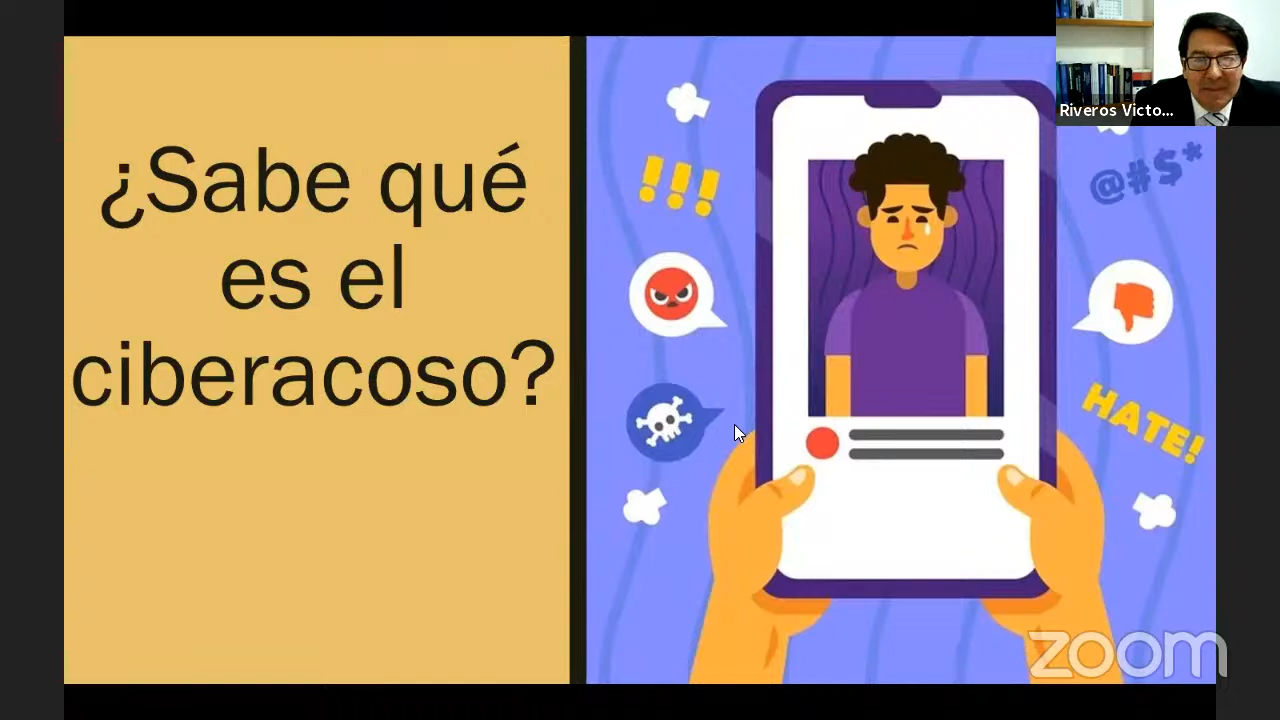 ¿Sabe qué
es el
ciberacoso?
!!!
@#$*
HATE!
Riveros Victo...
zoom